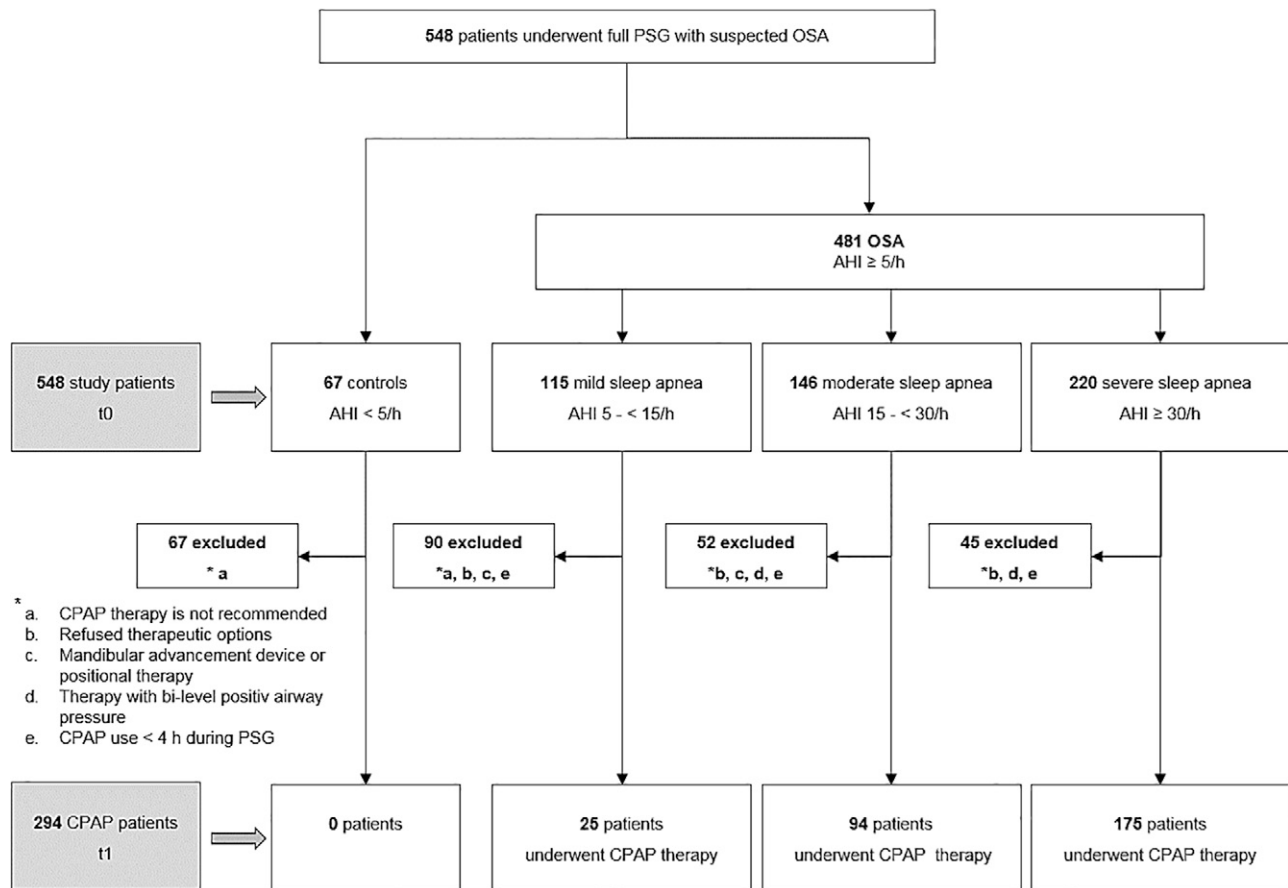 548 patients underwent full PSG with suspected OSA
481 OSA
AHI ≥ 5/h
548 study patients
t0
67 controls
AHI < 5/h
115 mild sleep apnea
AHI 5 - < 15/h
146 moderate sleep apnea
AHI 15 - < 30/h
220 severe sleep apnea
AHI ≥ 30/h
67 excluded
* a
90 excluded
*a, b, c, e
52 excluded
*b, c, d, e
45 excluded
*b, d, e
*
a. CPAP therapy is not recommended
b. Refused therapeutic options
c. Mandibular advancement device or
positional therapy
d. Therapy with bi-level positiv airway
pressure
e. CPAP use < 4 h during PSG
294 CPAP patients
t1
0 patients
25 patients
underwent CPAP therapy
94 patients
underwent CPAP therapy
175 patients
underwent CPAP therapy